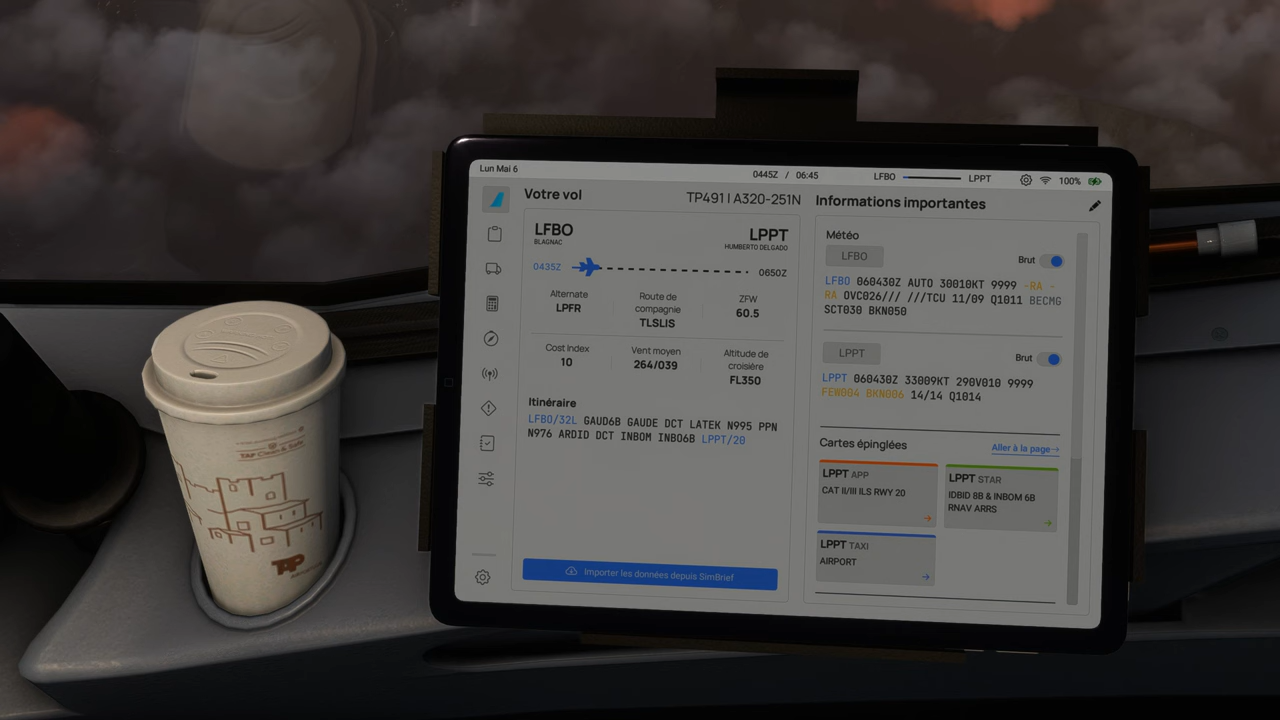 Lun Mai 6
0445Z / 06:45
LFBO LPPT
100%
Votre vol
TP491 | A320-251N
LFBO
BLAGNAC
LPPT
HUMBERTO DELGADO
0435Z
0650Z
Alternate
LPFR
Route de
compagnie
TLSLIS
ZFW
60.5
Cost Index
10
Vent moyen
264/039
Altitude de
croisière
FL350
Itinéraire
LFBO/32L GAUD6B GAUDE DCT LATEK N995 PPN
N976 ARDID DCT INBOM INBO6B LPPT/20
Importer les données depuis SimBrief
Informations importantes
Météo
LFBO
Brut
LFBO 060430Z AUTO 30010KT 9999 -RA -
RA OVC026/// ///TCU 11/09 Q1011 BECMG
SCT030 BKN050
LPPT
Brut
LPPT 060430Z 33009KT 290V010 9999
FEW004 BKN006 14/14 Q1014
Cartes épinglées
Aller à la page
LPPT APP
CAT II/III ILS RWY 20
LPPT STAR
IDBID 8B & INBOM 6B
RNAV ARRS
LPPT TAXI
AIRPORT
TAP Clean & Safe
TAP